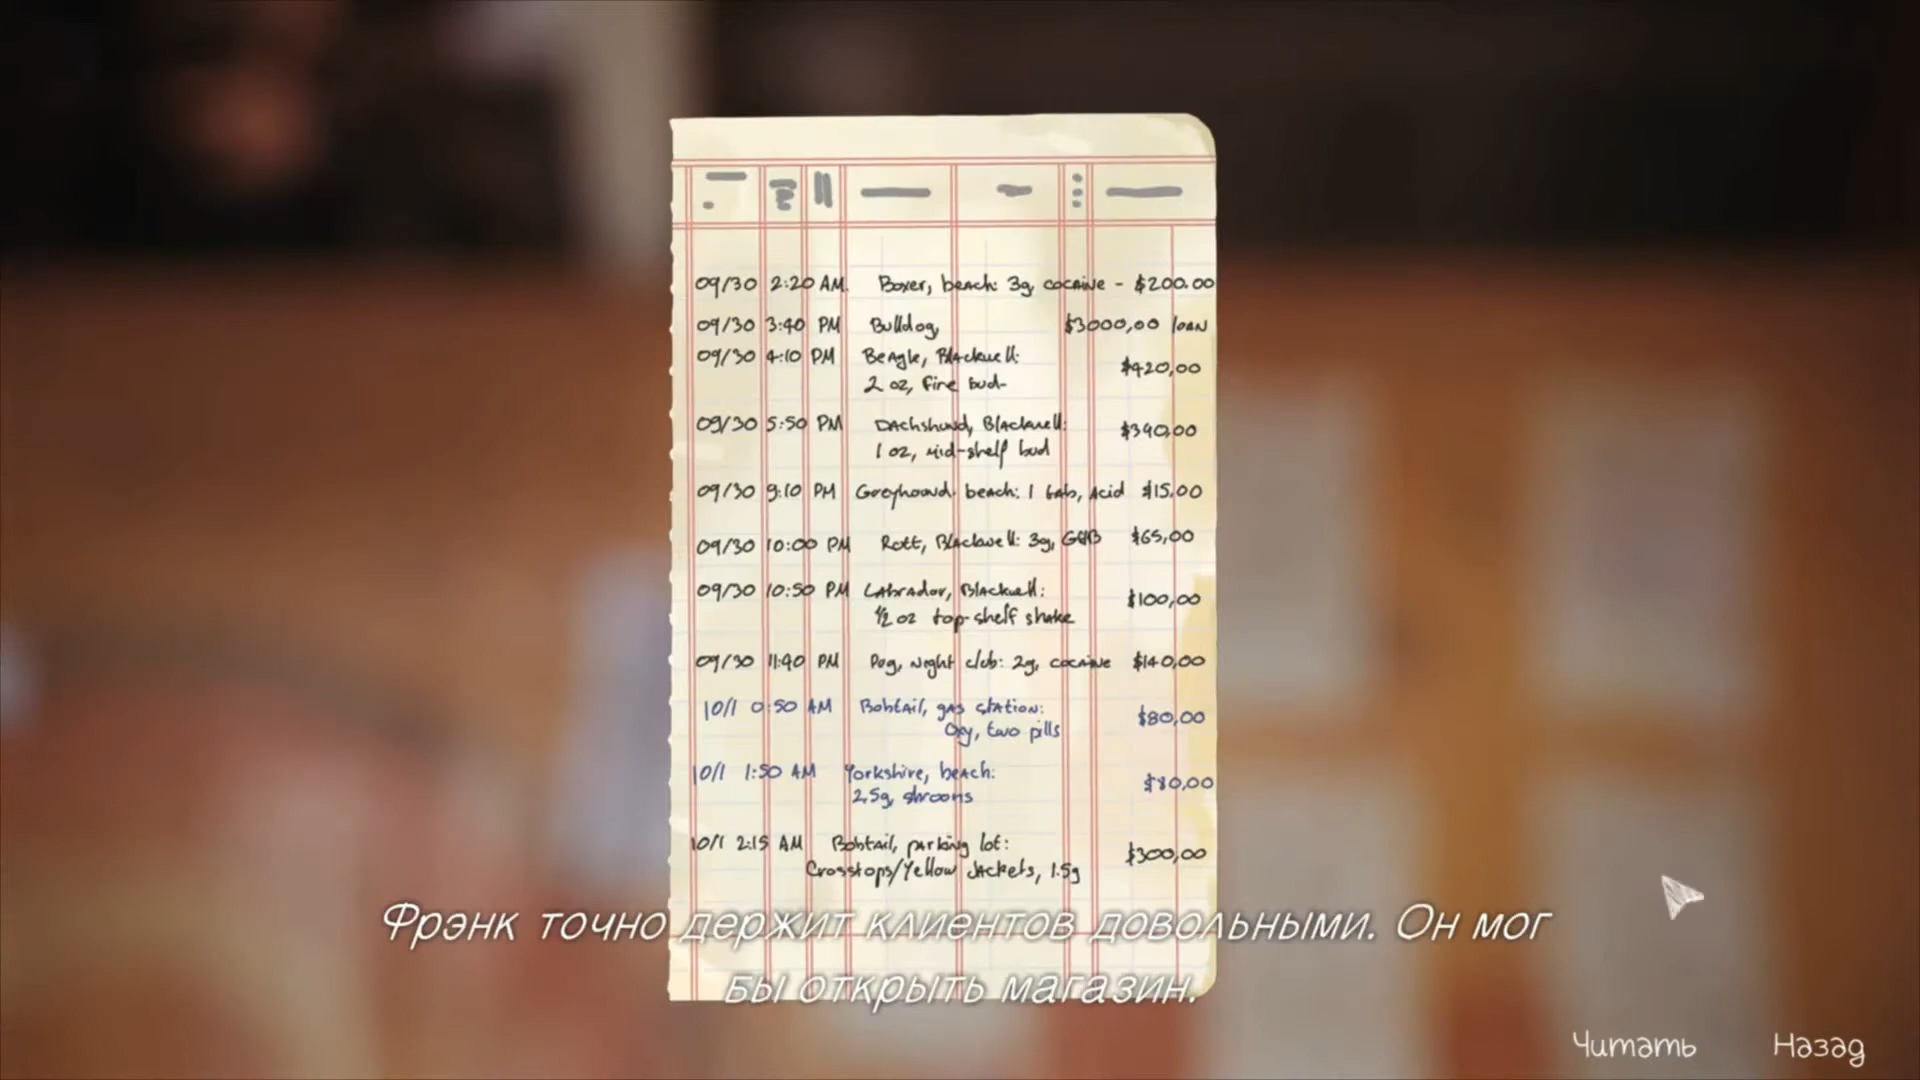 09/30 2:20 AM. Boxer, beach: 3g, cocaine - $200.00
09/30 3:40 PM Bulldog, $3000,00 loan
09/30 4:10 PM Beagle, Blackwell:
2 oz, fire bud- $420,00
09/30 5:50 PM Dachshund, Blackwell: $340,00
1 oz, mid-shelf bud
09/30 9:10 PM Greyhound beach: 1 tab, acid $15.00
09/30 10:00 PM Rott, Blackwell: 3g, GHB $65,00
09/30 10:50 PM Labrador, Blackwell: $100,00
1/2 oz top-shelf shake
09/30 11:40 PM Pug, night club: 2g, cocaine $140,00
10/1 0:50 AM Bobtail, gas station: $80,00
Oxy, two pills
10/1 1:50 AM Yorkshire, beach: $80,00
2,5g, shrooms
10/1 2:15 AM Bobtail, parking lot: $300,00
Crosstops/Yellow Jackets, 1.5g
Фрэнк точно держит клиентов довольными. Он мог
бы открыть магазин.
Читать Назад